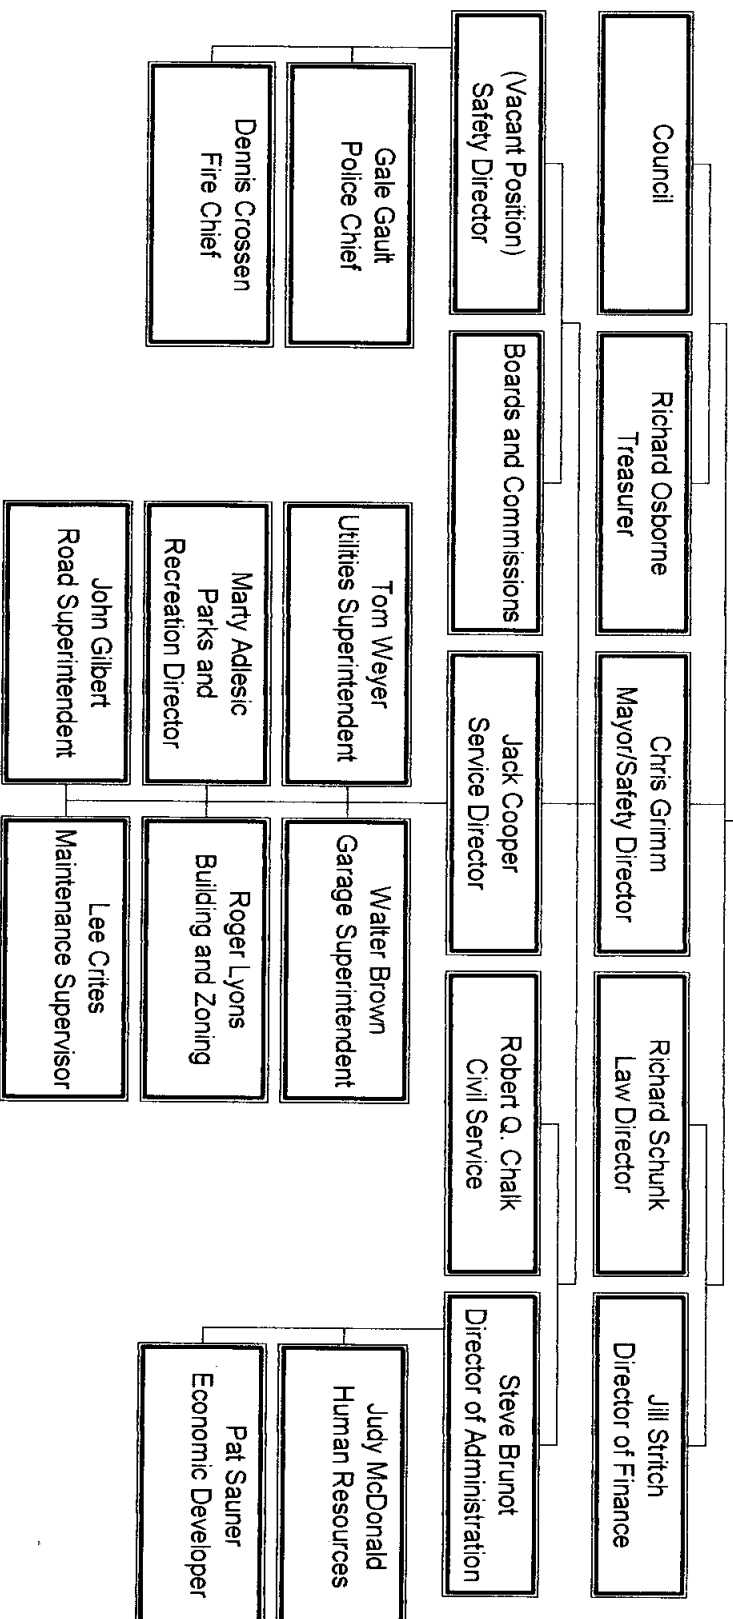 Council
Richard Osborne
Treasurer
Chris Grimm
Mayor/Safety Director
Richard Schunk
Law Director
Jill Stritch
Director of Finance
(Vacant Position)
Safety Director
Boards and Commissions
Jack Cooper
Service Director
Robert Q. Chalk
Civil Service
Steve Brunot
Director of Administration
Gale Gault
Police Chief
Dennis Crossen
Fire Chief
Tom Weyer
Utilities Superintendent
Walter Brown
Garage Superintendent
Marty Adlesic
Parks and
Recreation Director
Roger Lyons
Building and Zoning
John Gilbert
Road Superintendent
Lee Crites
Maintenance Supervisor
Judy McDonald
Human Resources
Pat Sauner
Economic Developer